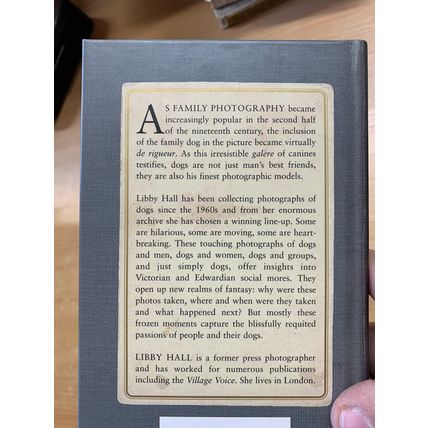 AS FAMILY PHOTOGRAPHY became
increasingly popular in the second half
of the nineteenth century, the inclusion
of the family dog in the picture became virtually
de rigueur. As this irresistible galère of canines
testifies, dogs are not just man's best friends,
they are also his finest photographic models.
Libby Hall has been collecting photographs of
dogs since the 1960s and from her enormous
archive she has chosen a winning line-up. Some
are hilarious, some are moving, some are heart-
breaking. These touching photographs of dogs
and men, dogs and women, dogs and groups,
and just simply dogs, offer insights into
Victorian and Edwardian social mores. They
open up new realms of fantasy: why were these
photos taken, where and when were they taken
and what happened next? But mostly these
frozen moments capture the blissfully requited
passions of people and their dogs.
LIBBY HALL is a former press photographer
and has worked for numerous publications
including the Village Voice. She lives in London.